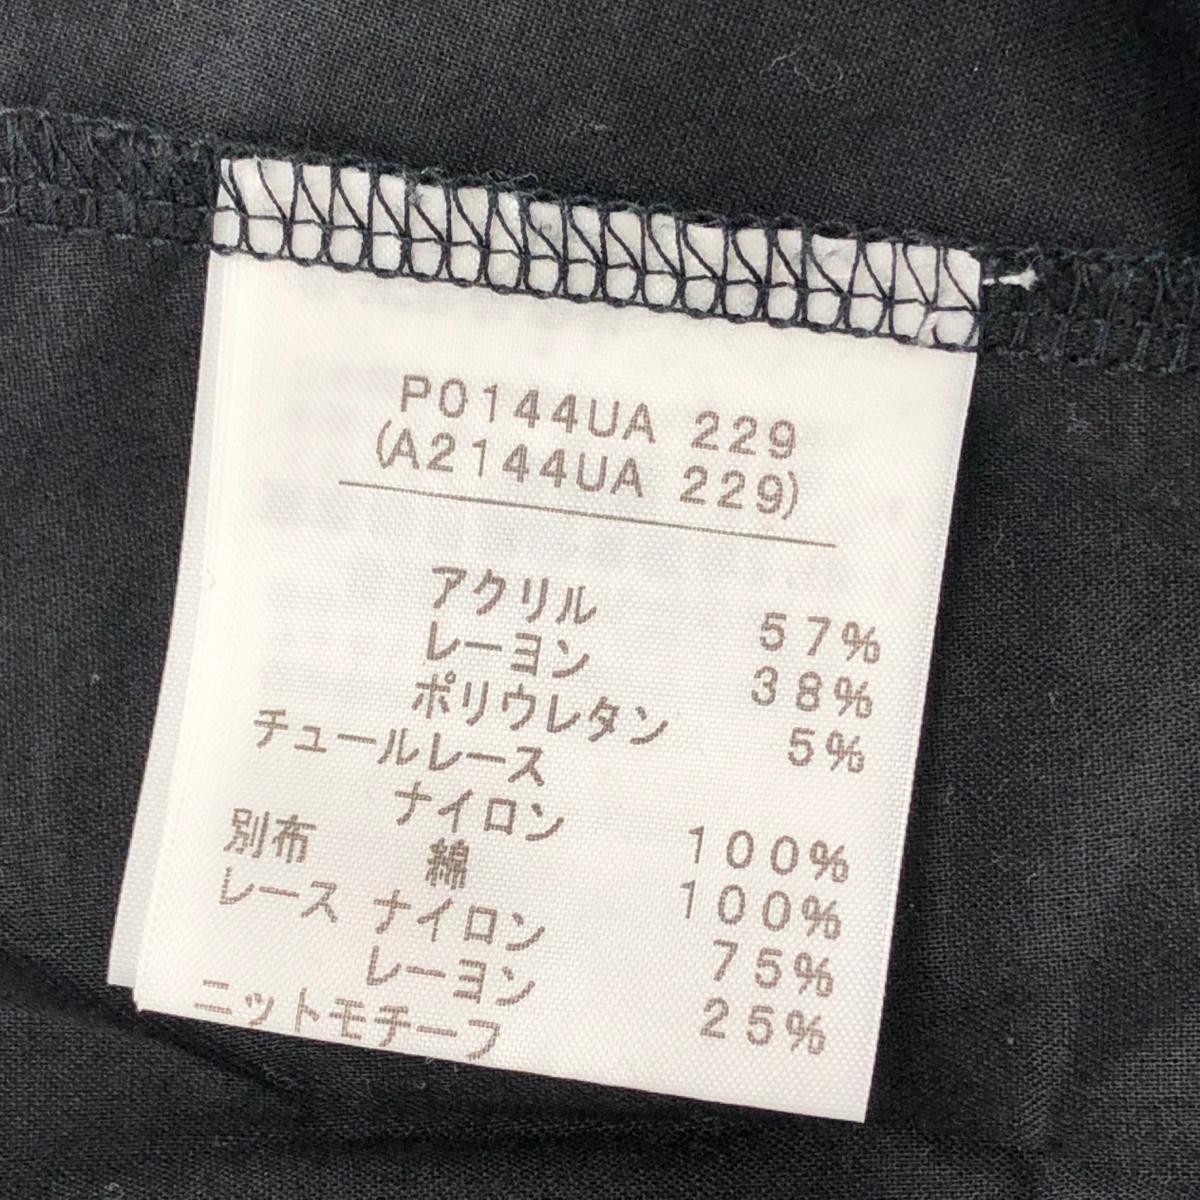 P0144UA 229
(A2144UA 229)
アクリル 57%
レーヨン 38%
ポリウレタン 5%
チュールレース
ナイロン 100%
別布 綿 100%
レース ナイロン 75%
レーヨン 25%
ニットモチーフ